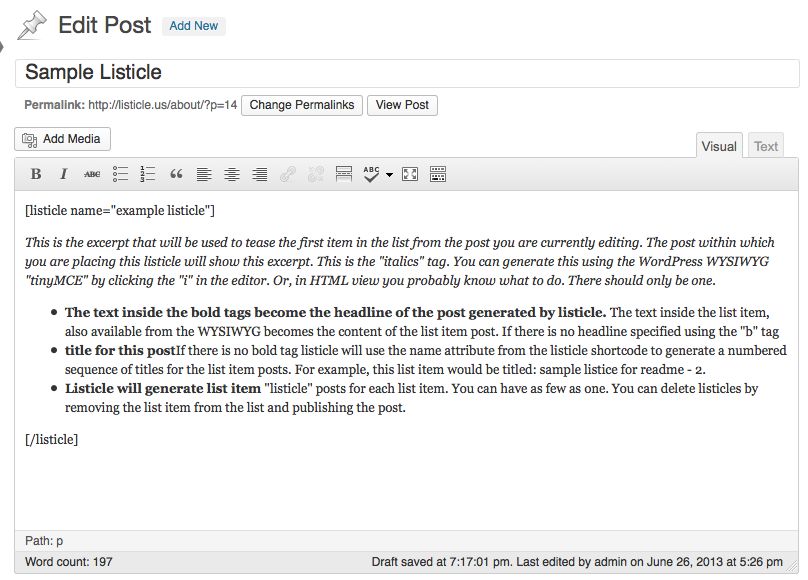 Edit Post Add New
Sample Listicle
Permalink: http://listicle.us/about/?p=14 Change Permalinks View Post
Add Media
Visual Text
B I ABC ABC
[listicle name="example listicle"]
This is the excerpt that will be used to tease the first item in the list from the post you are currently editing. The post within which
you are placing this listicle will show this excerpt. This is the "italics" tag. You can generate this using the WordPress WYSIWYG
"tinyMCE" by clicking the "i" in the editor. Or, in HTML view you probably know what to do. There should only be one.
• The text inside the bold tags become the headline of the post generated by listicle. The text inside the list item,
also available from the WYSIWYG becomes the content of the list item post. If there is no headline specified using the "b" tag
• title for this postIf there is no bold tag listicle will use the name attribute from the listicle shortcode to generate a numbered
sequence of titles for the list item posts. For example, this list item would be titled: sample listice for readme - 2.
• Listicle will generate list item "listicle" posts for each list item. You can have as few as one. You can delete listicles by
removing the list item from the list and publishing the post.
[/listicle]
Path: p
Word count: 197 Draft saved at 7:17:01 pm. Last edited by admin on June 26, 2013 at 5:26 pm